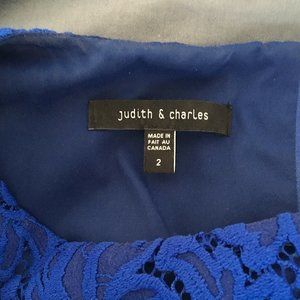 judith & charles
MADE IN
FAIT AU
CANADA
2